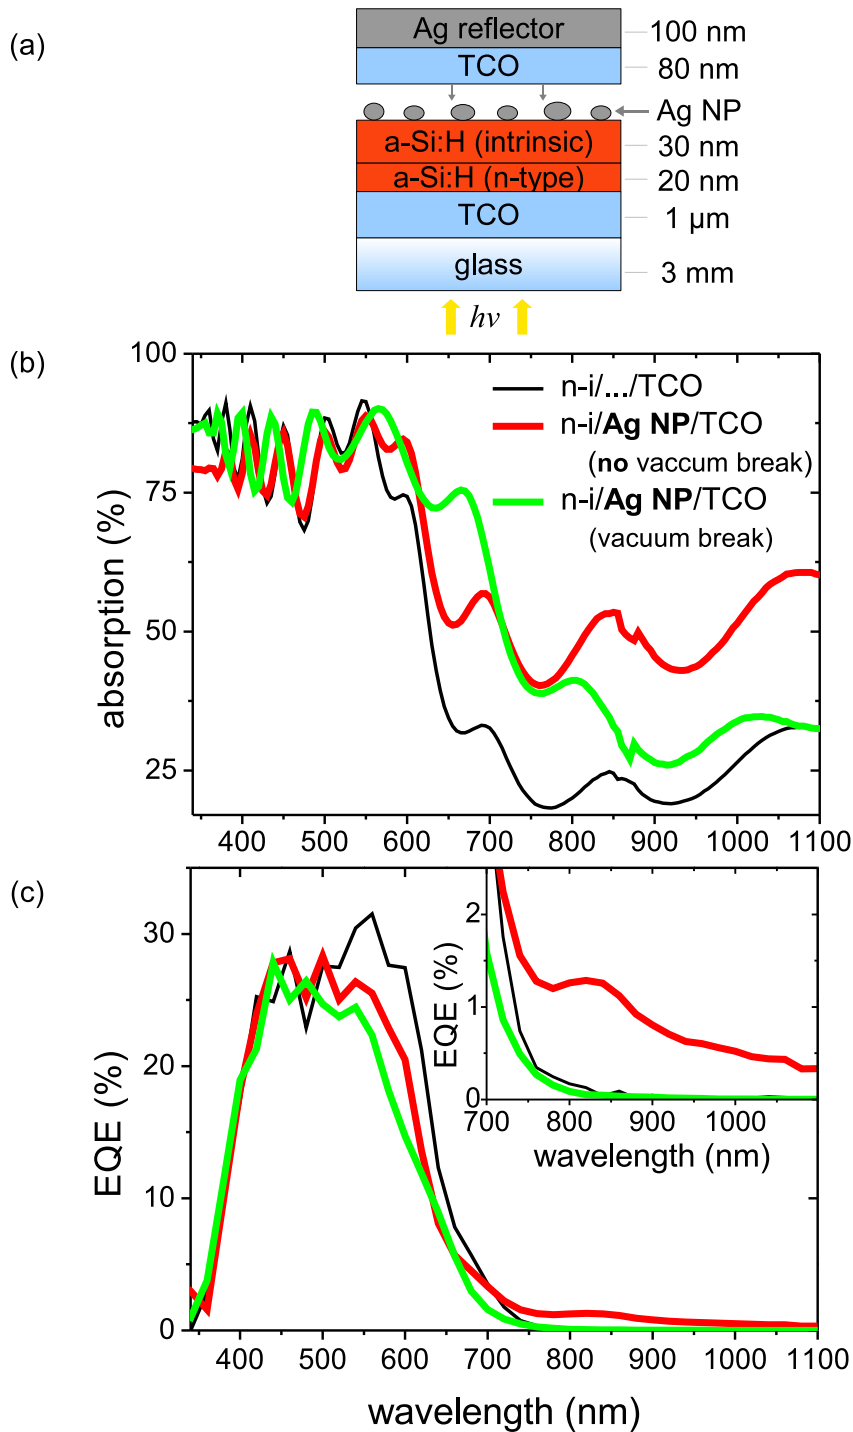 (a)
Ag reflector
100 nm
TCO
80 nm
Ag NP
a-Si:H (intrinsic)
30 nm
a-Si:H (n-type)
20 nm
TCO
1 µm
glass
3 mm
hν
(b)
100
75
50
25
absorption (%)
n-i/.../TCO
n-i/Ag NP/TCO
(no vaccum break)
n-i/Ag NP/TCO
(vacuum break)
400 500 600 700 800 900 1000 1100
(c)
30
20
10
0
EQE (%)
2
1
0
EQE (%)
700 800 900 1000
wavelength (nm)
400 500 600 700 800 900 1000 1100
wavelength (nm)